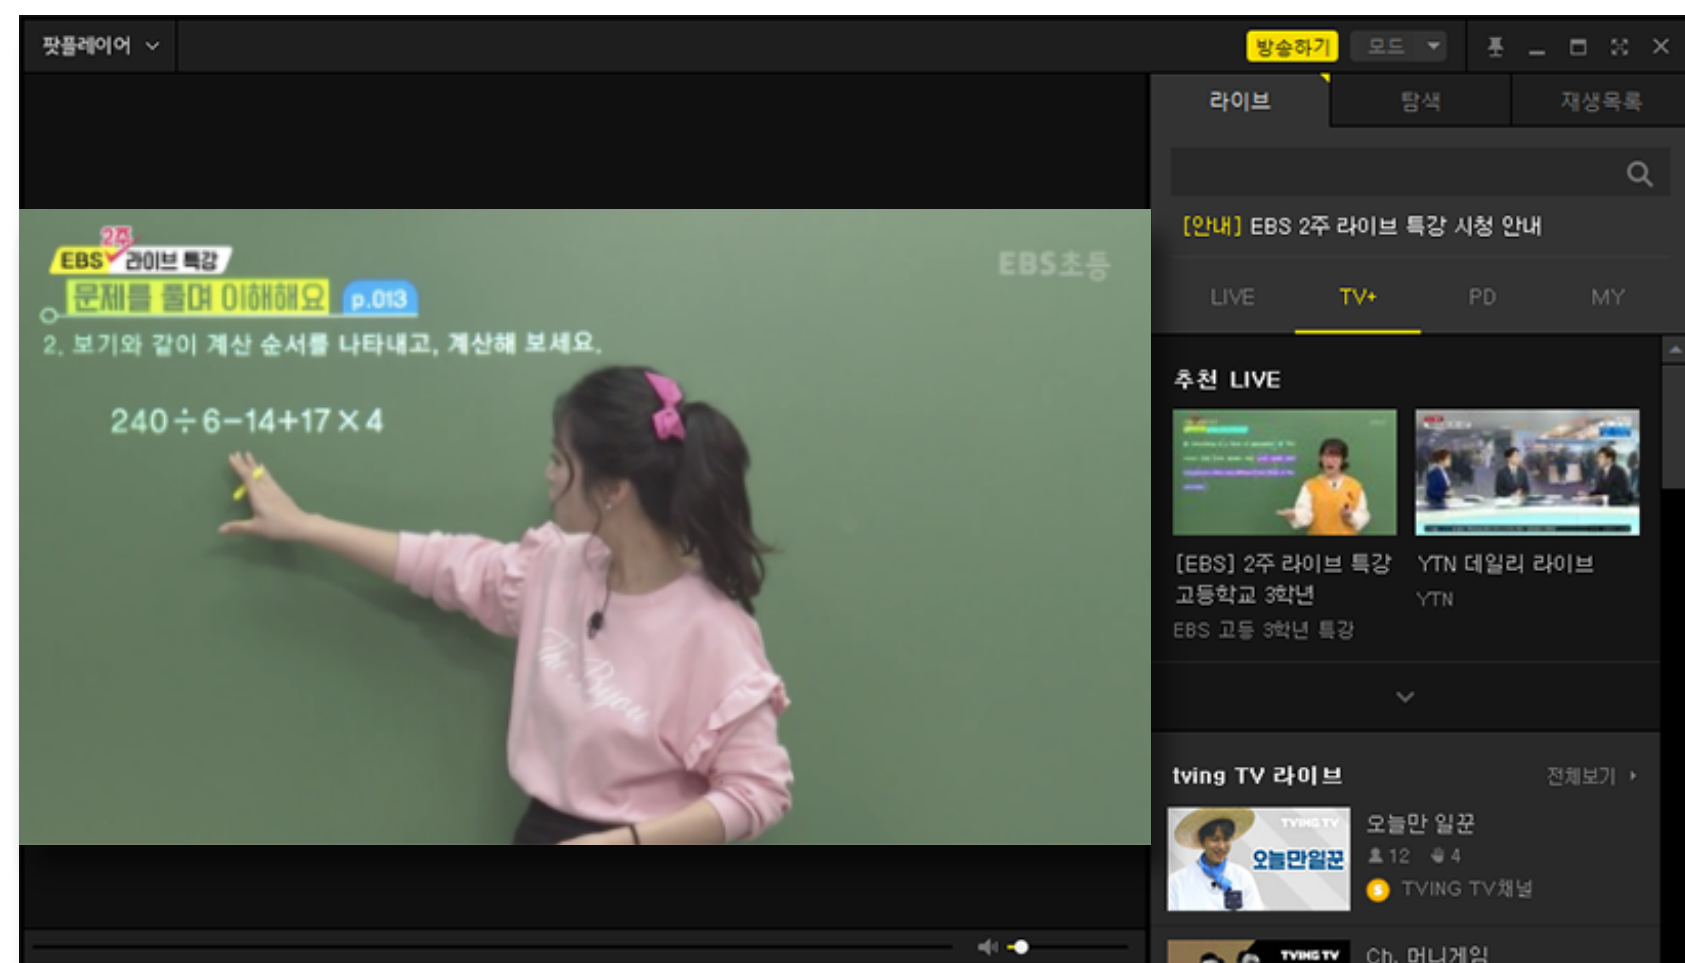 팟플레이어
방송하기
모드
라이브
탐색
재생목록
[안내] EBS 2주 라이브 특강 시청 안내
LIVE
TV+
PD
MY
2주
EBS 라이브 특강
문제를 풀며 이해해요 p.013
EBS초등
2. 보기와 같이 계산 순서를 나타내고, 계산해 보세요.
240÷6−14+17×4
The Bijou
추천 LIVE
[EBS] 2주 라이브 특강
고등학교 3학년
EBS 고등 3학년 특강
YTN 데일리 라이브
YTN
tving TV 라이브
전체보기
TVING TV
오늘만일꾼
오늘만 일꾼
12 4
S TVING TV채널
TVING TV
Ch. 머니게임